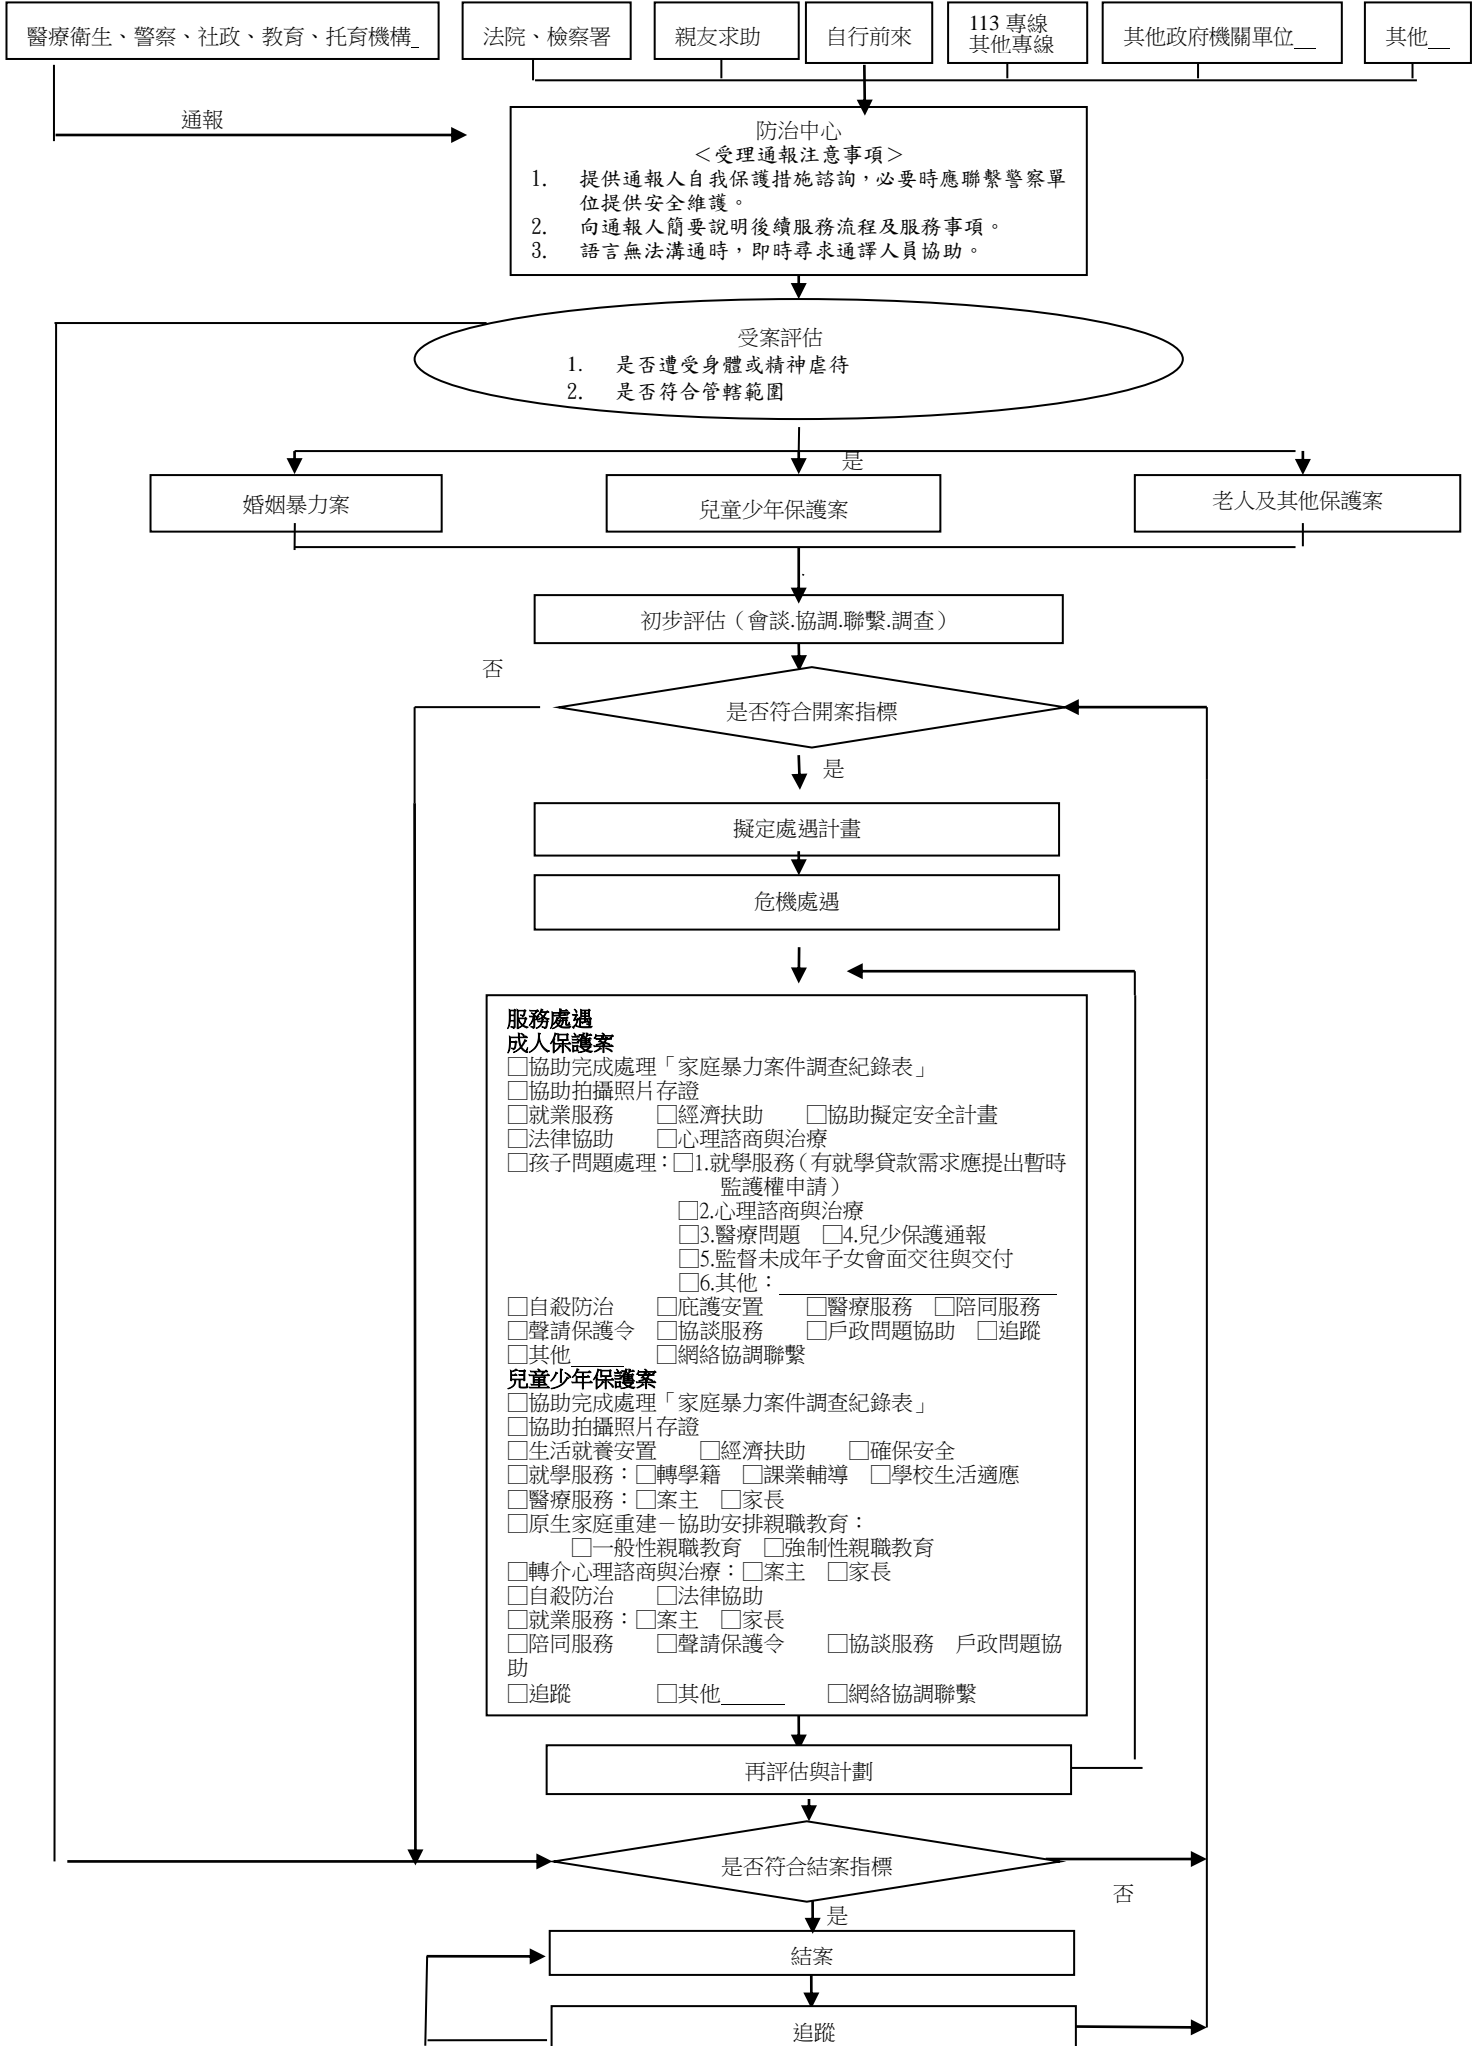 醫療衛生、警察、社政、教育、托育機構_
法院、檢察署
親友求助
自行前來
113 專線
其他專線
其他政府機關單位__
其他__
通報
防治中心
＜受理通報注意事項＞
1. 提供通報人自我保護措施諮詢，必要時應聯繫警察單
位提供安全維護。
2. 向通報人簡要說明後續服務流程及服務事項。
3. 語言無法溝通時，即時尋求通譯人員協助。
受案評估
1. 是否遭受身體或精神虐待
2. 是否符合管轄範圍
是
婚姻暴力案
兒童少年保護案
老人及其他保護案
初步評估（會談.協調.聯繫.調查）
否
是否符合開案指標
是
擬定處遇計畫
危機處遇
服務處遇
成人保護案
□協助完成處理「家庭暴力案件調查紀錄表」
□協助拍攝照片存證
□就業服務 □經濟扶助 □協助擬定安全計畫
□法律協助 □心理諮商與治療
□孩子問題處理：□1.就學服務（有就學貸款需求應提出暫時
監護權申請）
□2.心理諮商與治療
□3.醫療問題 □4.兒少保護通報
□5.監督未成年子女會面交往與交付
□6.其他：__________
□自殺防治 □庇護安置 □醫療服務 □陪同服務
□聲請保護令 □協談服務 □戶政問題協助 □追蹤
□其他_____ □網絡協調聯繫
兒童少年保護案
□協助完成處理「家庭暴力案件調查紀錄表」
□協助拍攝照片存證
□生活就養安置 □經濟扶助 □確保安全
□就學服務：□轉學籍 □課業輔導 □學校生活適應
□醫療服務：□案主 □家長
□原生家庭重建－協助安排親職教育：
□一般性親職教育 □強制性親職教育
□轉介心理諮商與治療：□案主 □家長
□自殺防治 □法律協助
□就業服務：□案主 □家長
□陪同服務 □聲請保護令 □協談服務 戶政問題協
助
□追蹤 □其他______ □網絡協調聯繫
再評估與計劃
是否符合結案指標
否
是
結案
追蹤